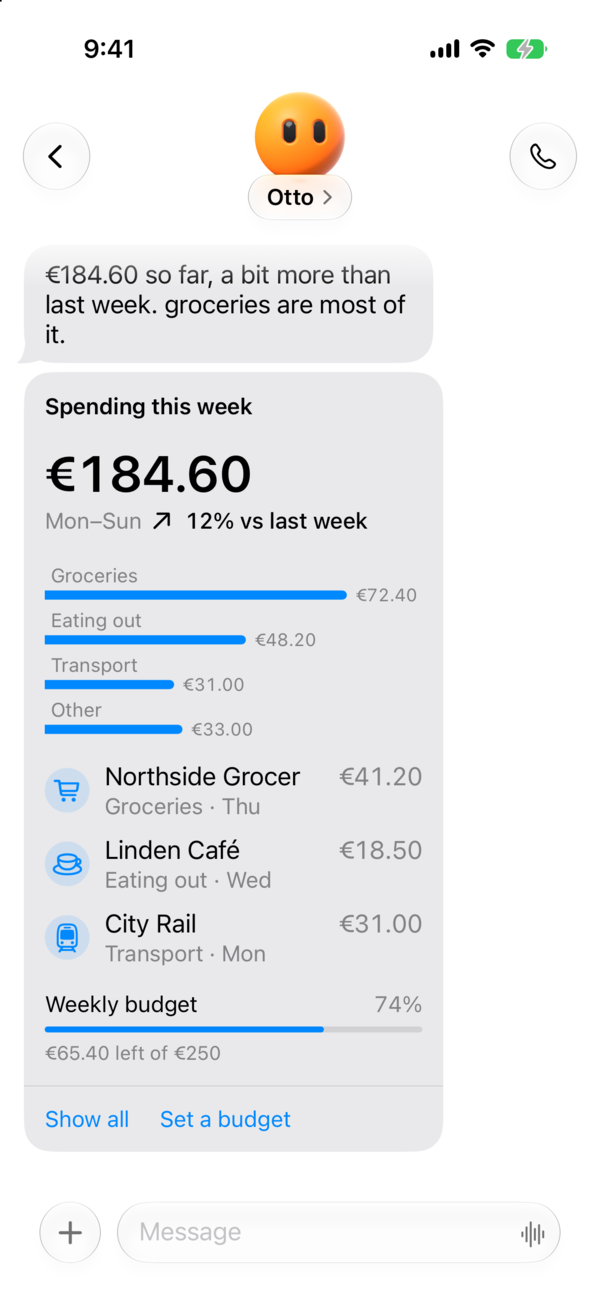 9:41
Otto
€184.60 so far, a bit more than
last week. groceries are most of
it.
Spending this week
€184.60
Mon–Sun 12% vs last week
Groceries
€72.40
Eating out
€48.20
Transport
€31.00
Other
€33.00
Northside Grocer €41.20
Groceries · Thu
Linden Café €18.50
Eating out · Wed
City Rail €31.00
Transport · Mon
Weekly budget 74%
€65.40 left of €250
Show all Set a budget
Message